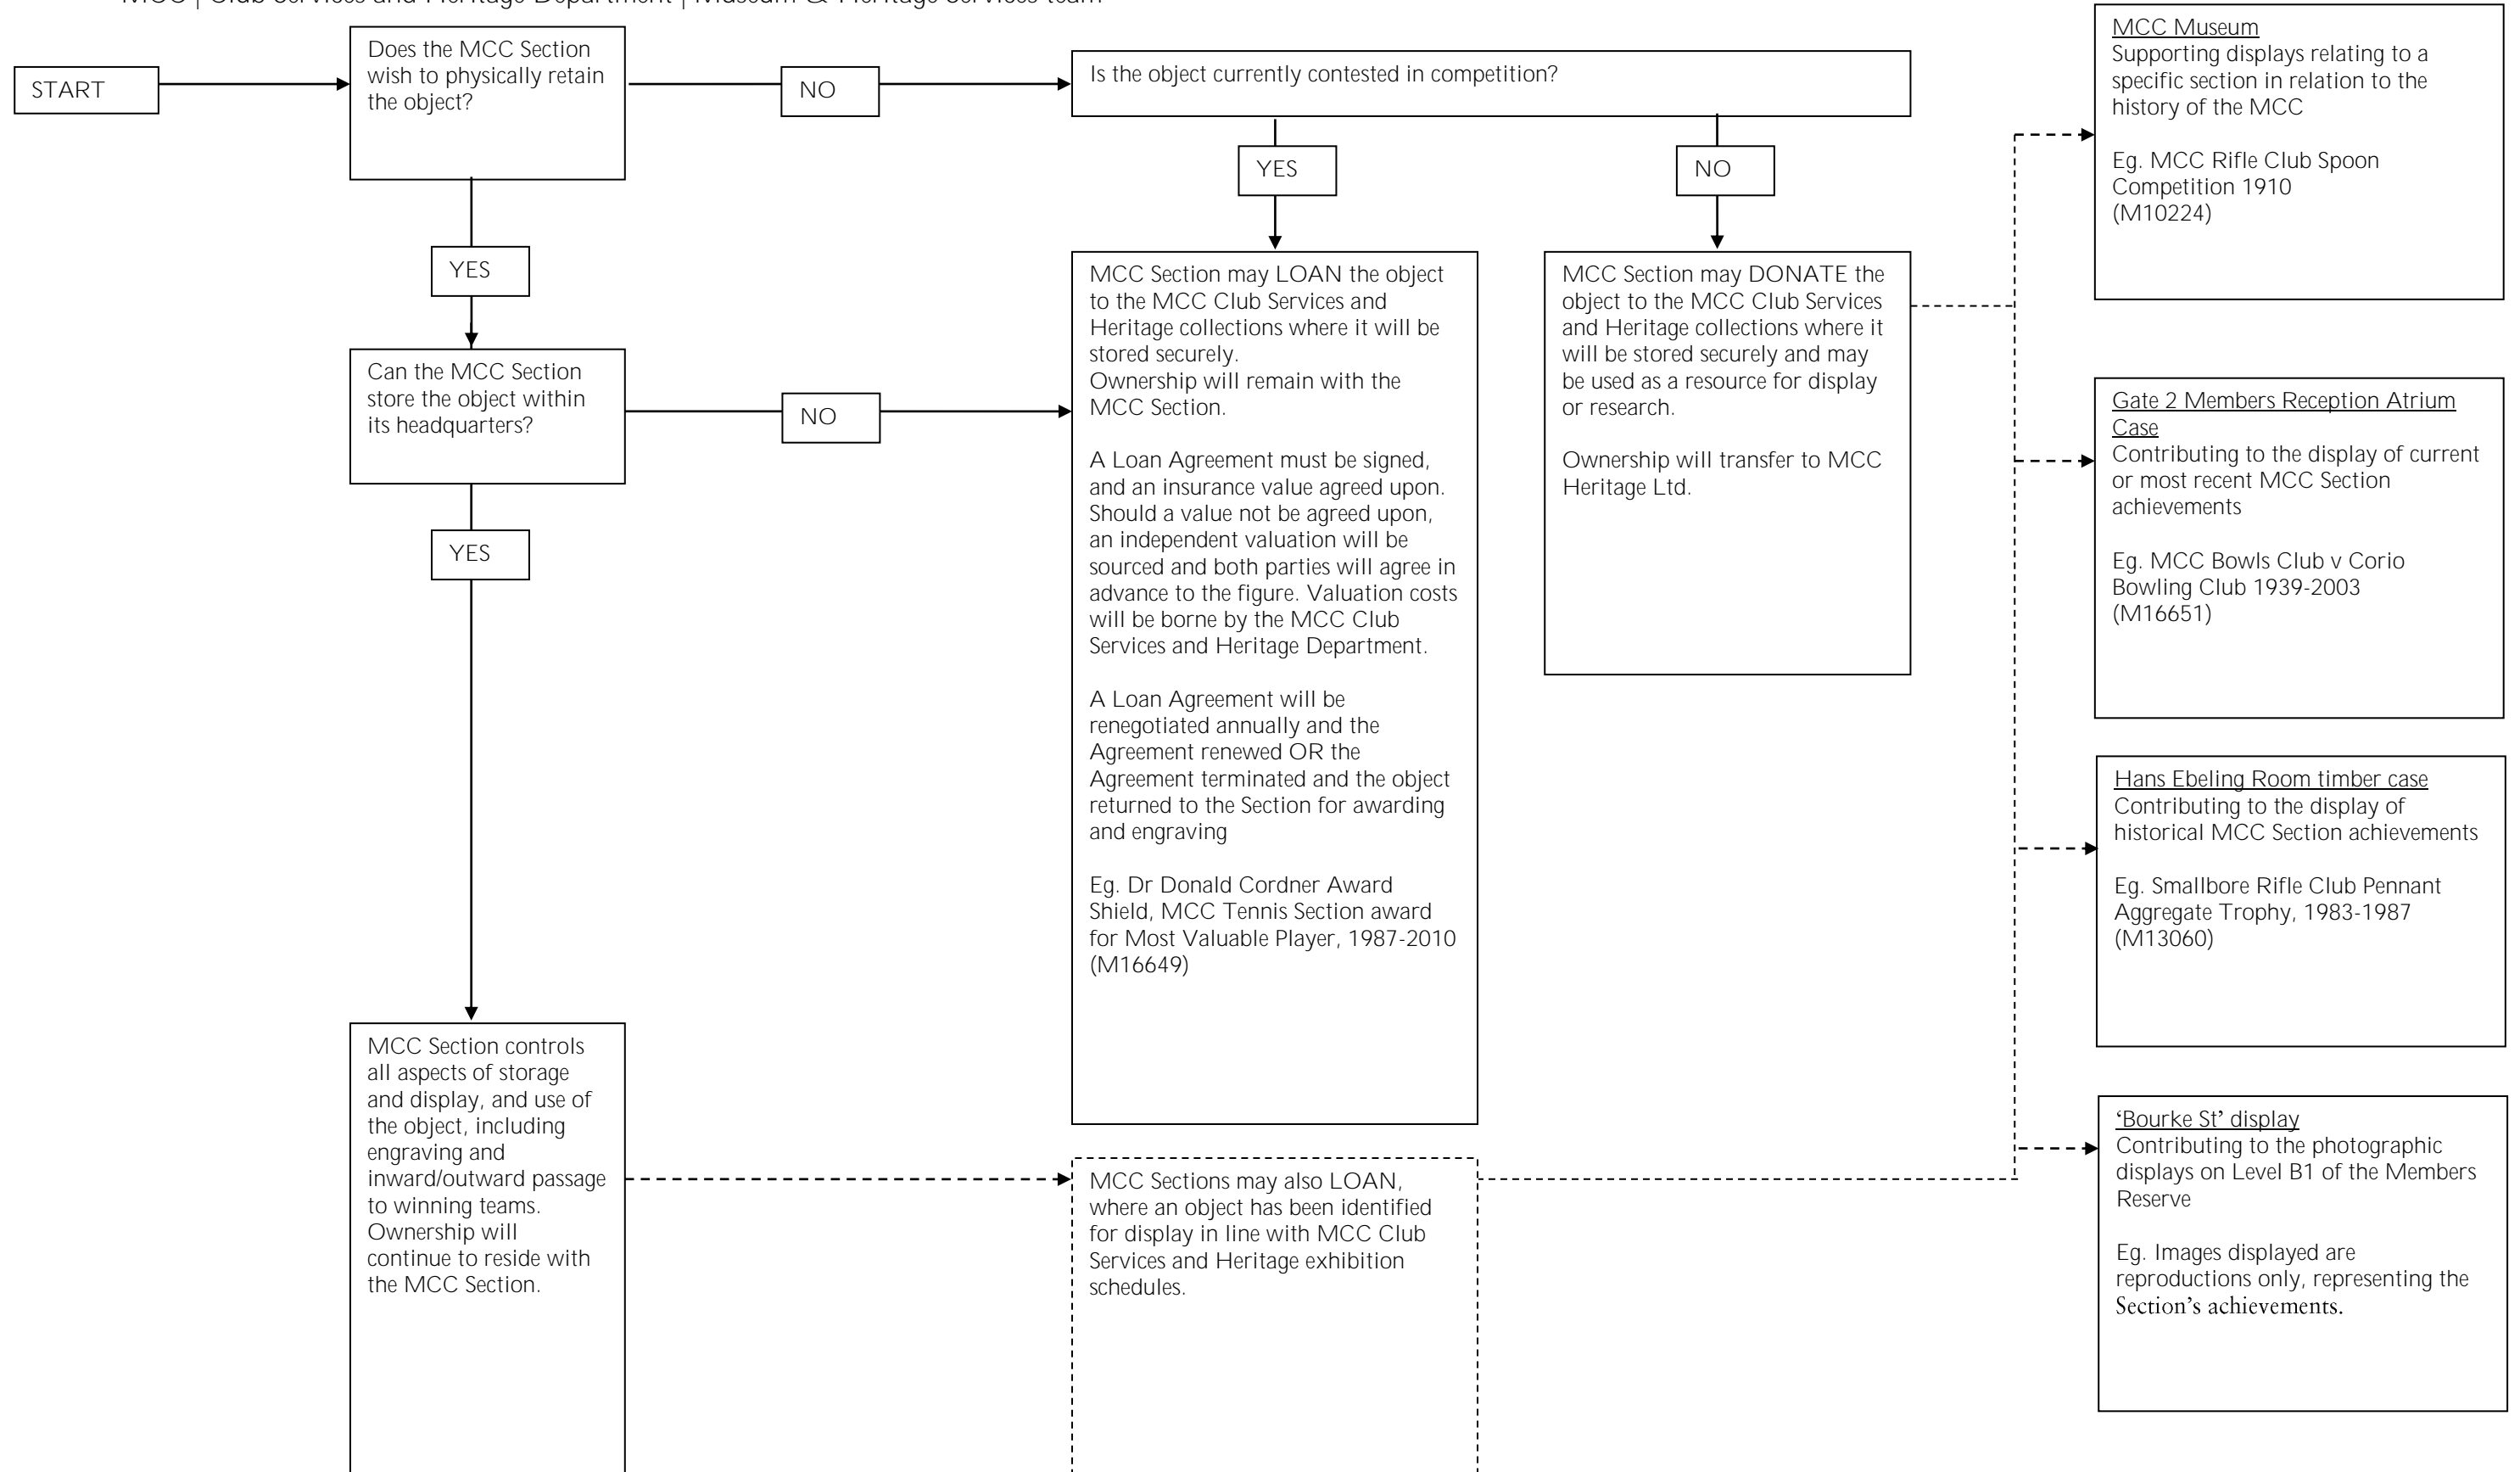 MCC | Club Services and Heritage Department | Museum & Heritage Services team
START
Does the MCC Section
wish to physically retain
the object?
NO
Is the object currently contested in competition?
YES
NO
YES
Can the MCC Section
store the object within
its headquarters?
NO
YES
MCC Section controls
all aspects of storage
and display, and use of
the object, including
engraving and
inward/outward passage
to winning teams.
Ownership will
continue to reside with
the MCC Section.
MCC Section may LOAN the object
to the MCC Club Services and
Heritage collections where it will be
stored securely.
Ownership will remain with the
MCC Section.
A Loan Agreement must be signed,
and an insurance value agreed upon.
Should a value not be agreed upon,
an independent valuation will be
sourced and both parties will agree in
advance to the figure. Valuation costs
will be borne by the MCC Club
Services and Heritage Department.
A Loan Agreement will be
renegotiated annually and the
Agreement renewed OR the
Agreement terminated and the object
returned to the Section for awarding
and engraving
Eg. Dr Donald Cordner Award
Shield, MCC Tennis Section award
for Most Valuable Player, 1987-2010
(M16649)
MCC Sections may also LOAN,
where an object has been identified
for display in line with MCC Club
Services and Heritage exhibition
schedules.
MCC Section may DONATE the
object to the MCC Club Services
and Heritage collections where it
will be stored securely and may
be used as a resource for display
or research.
Ownership will transfer to MCC
Heritage Ltd.
MCC Museum
Supporting displays relating to a
specific section in relation to the
history of the MCC
Eg. MCC Rifle Club Spoon
Competition 1910
(M10224)
Gate 2 Members Reception Atrium
Case
Contributing to the display of current
or most recent MCC Section
achievements
Eg. MCC Bowls Club v Corio
Bowling Club 1939-2003
(M16651)
Hans Ebeling Room timber case
Contributing to the display of
historical MCC Section achievements
Eg. Smallbore Rifle Club Pennant
Aggregate Trophy, 1983-1987
(M13060)
‘Bourke St’ display
Contributing to the photographic
displays on Level B1 of the Members
Reserve
Eg. Images displayed are
reproductions only, representing the
Section’s achievements.